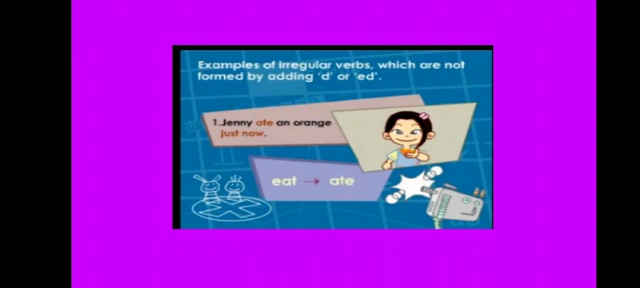 Examples of Irregular verbs, which are not
formed by adding 'd' or 'ed'.
1.Jenny ate an orange
just now.
eat → ate